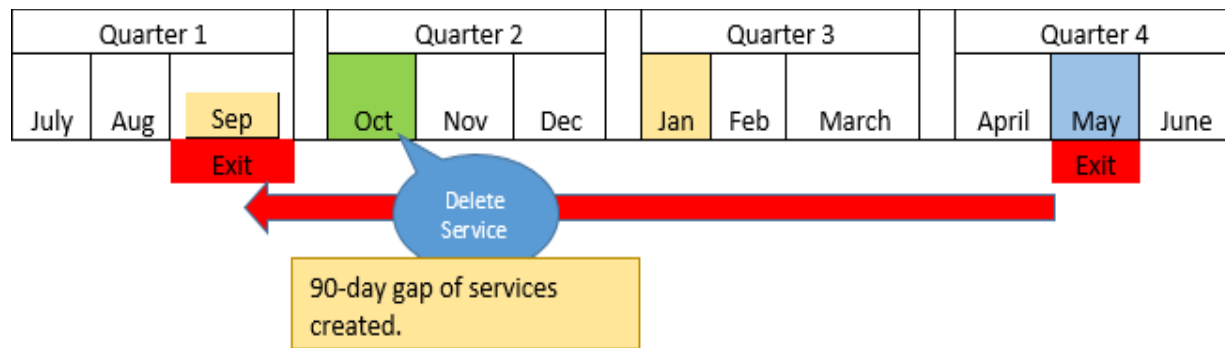 Quarter 1 Quarter 2 Quarter 3 Quarter 4
July Aug Sep Oct Nov Dec Jan Feb March April May June
Exit Exit
Delete
Service
90-day gap of services
created.